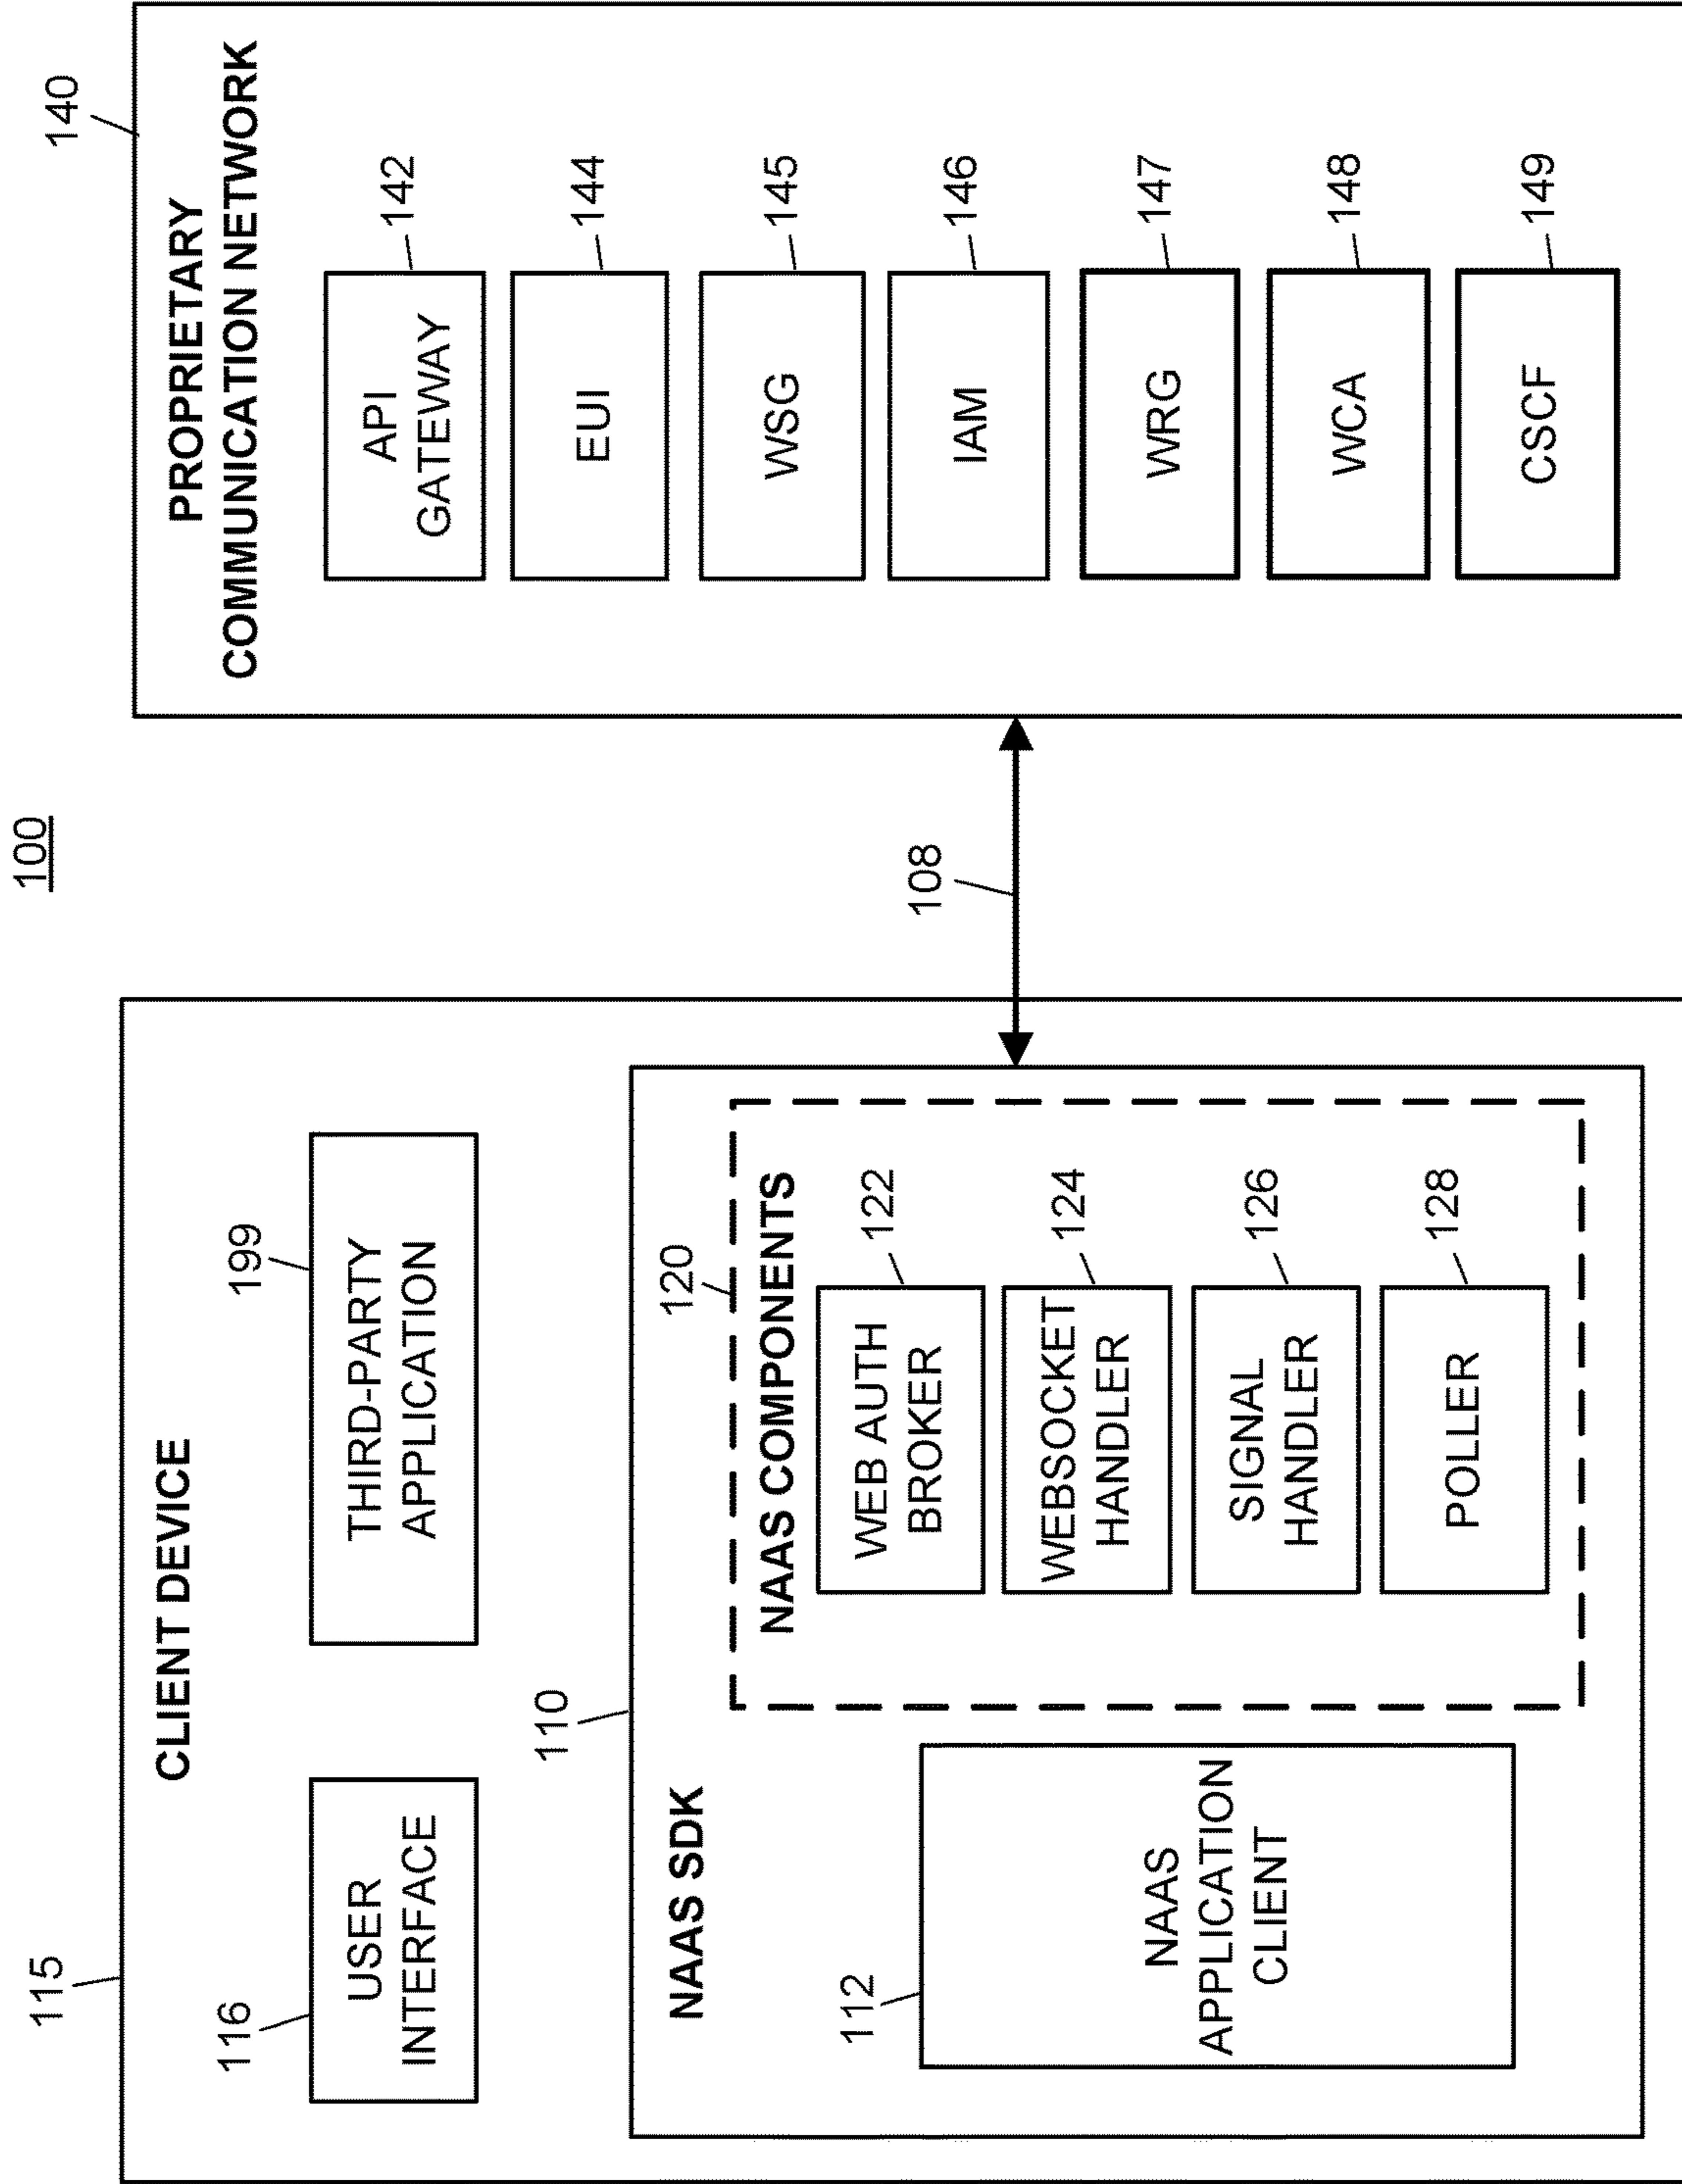 100
115
CLIENT DEVICE
116
USER
INTERFACE
199
THIRD-PARTY
APPLICATION
110
NAAS SDK
112
NAAS
APPLICATION
CLIENT
120
NAAS COMPONENTS
WEB AUTH
BROKER
122
WEBSOCKET
HANDLER
124
SIGNAL
HANDLER
126
POLLER
128
108
140
PROPRIETARY
COMMUNICATION NETWORK
API
GATEWAY
142
EUI
144
WSG
145
IAM
146
WRG
147
WCA
148
CSCF
149